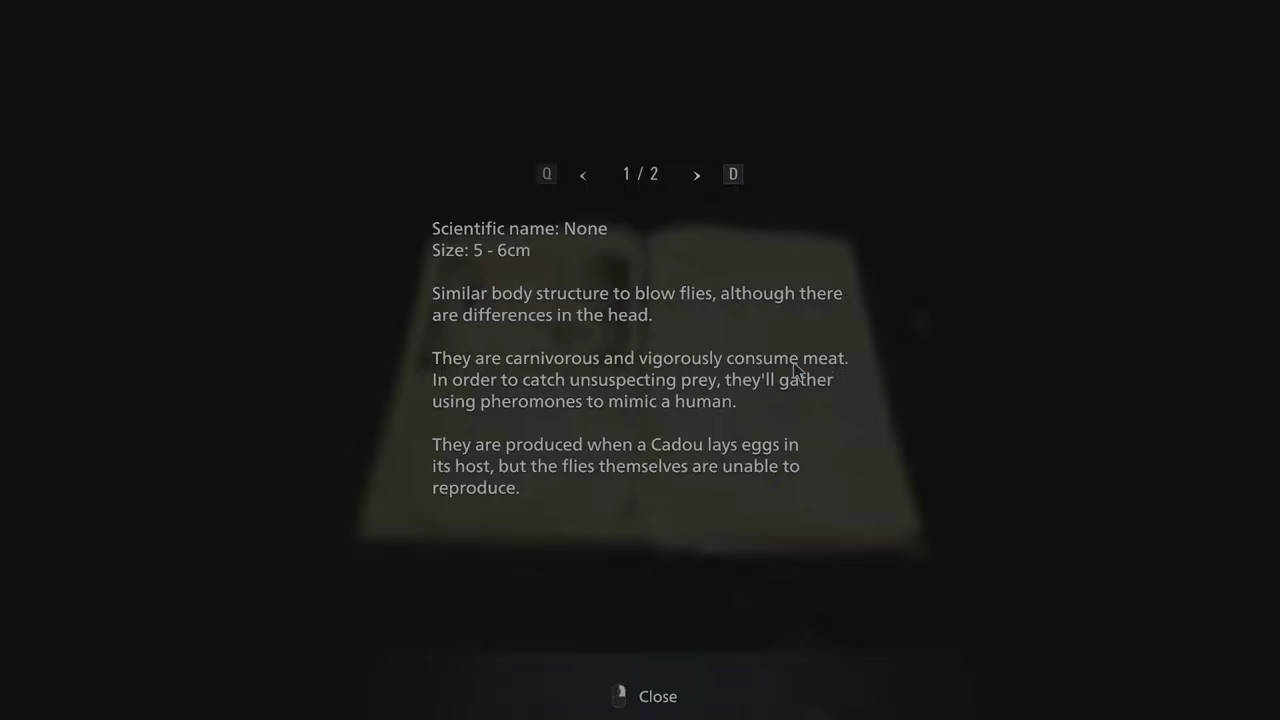 Q < 1 / 2 > D
Scientific name: None
Size: 5 - 6cm
Similar body structure to blow flies, although there
are differences in the head.
They are carnivorous and vigorously consume meat.
In order to catch unsuspecting prey, they'll gather
using pheromones to mimic a human.
They are produced when a Cadou lays eggs in
its host, but the flies themselves are unable to
reproduce.
Close